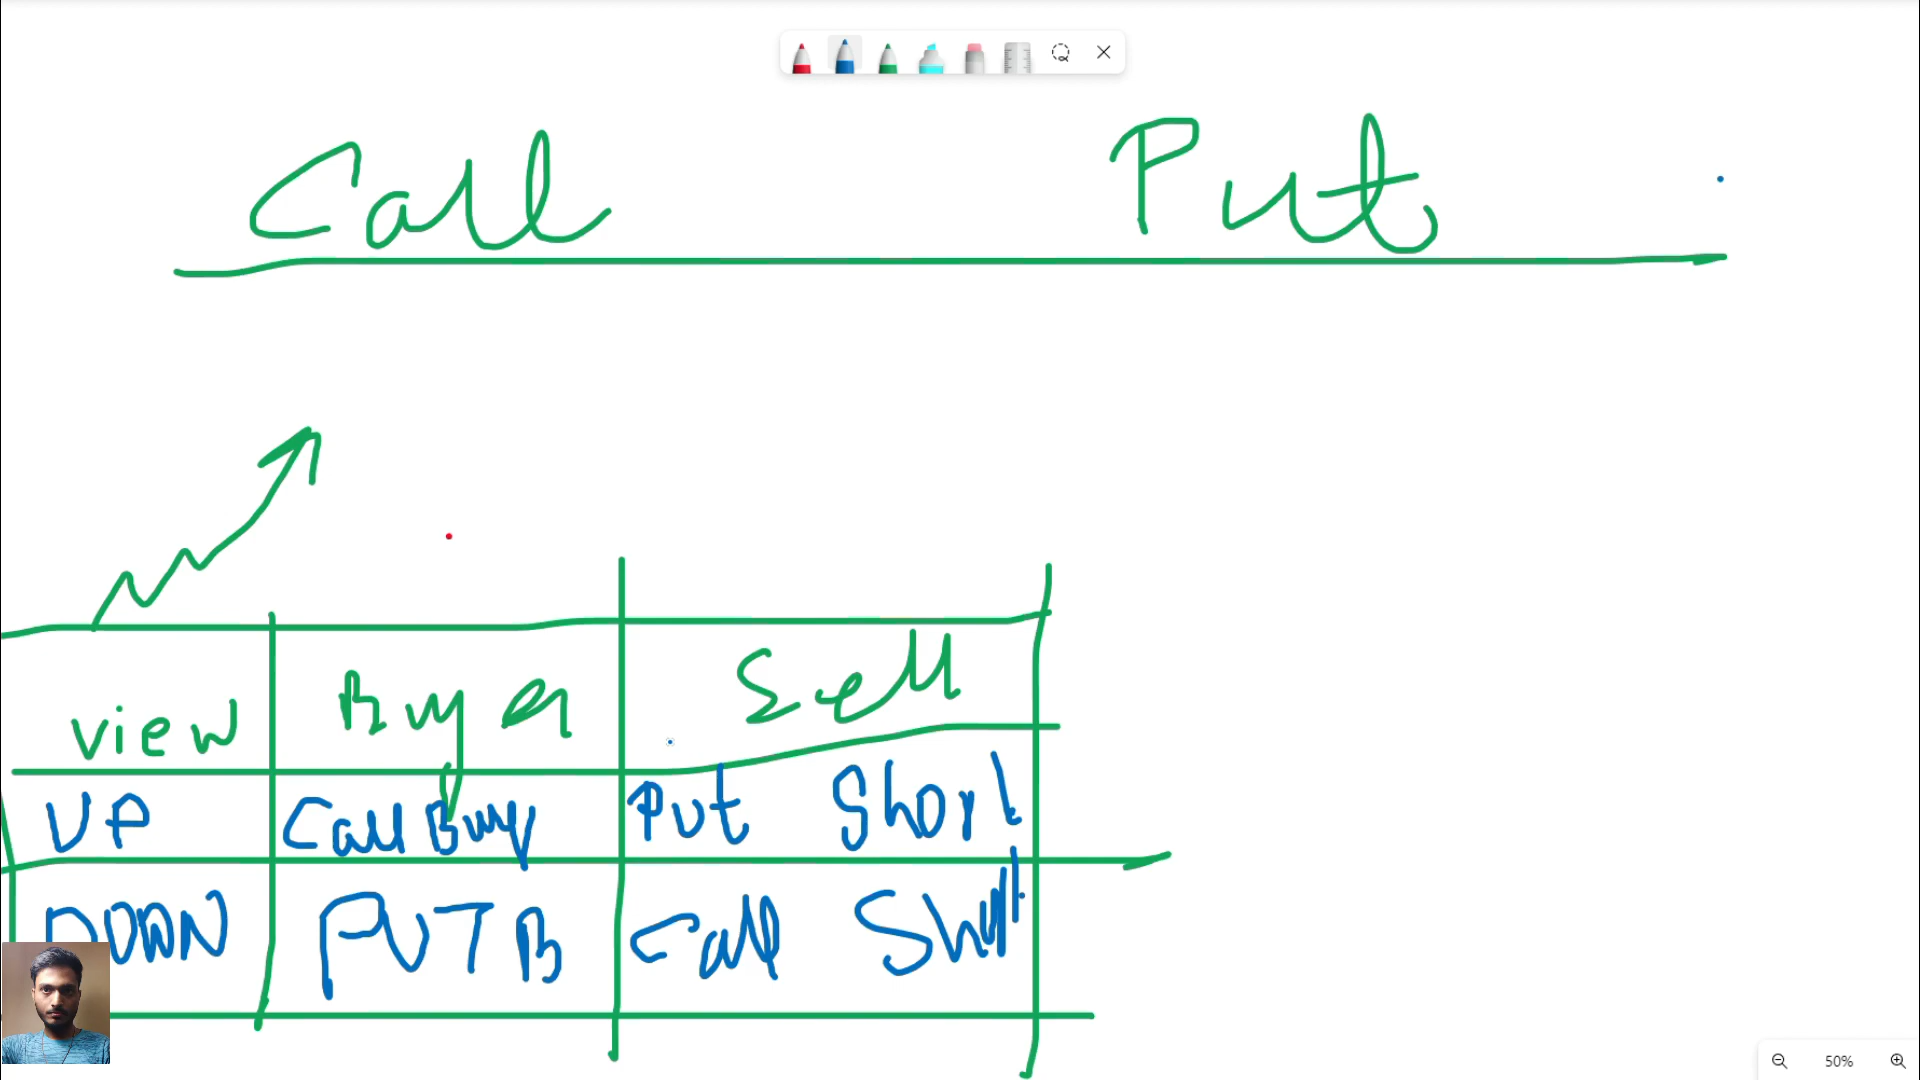 Call Put
view Buyer Sell
UP Call Buy Put Short
DOWN PUT B Call Short
50%